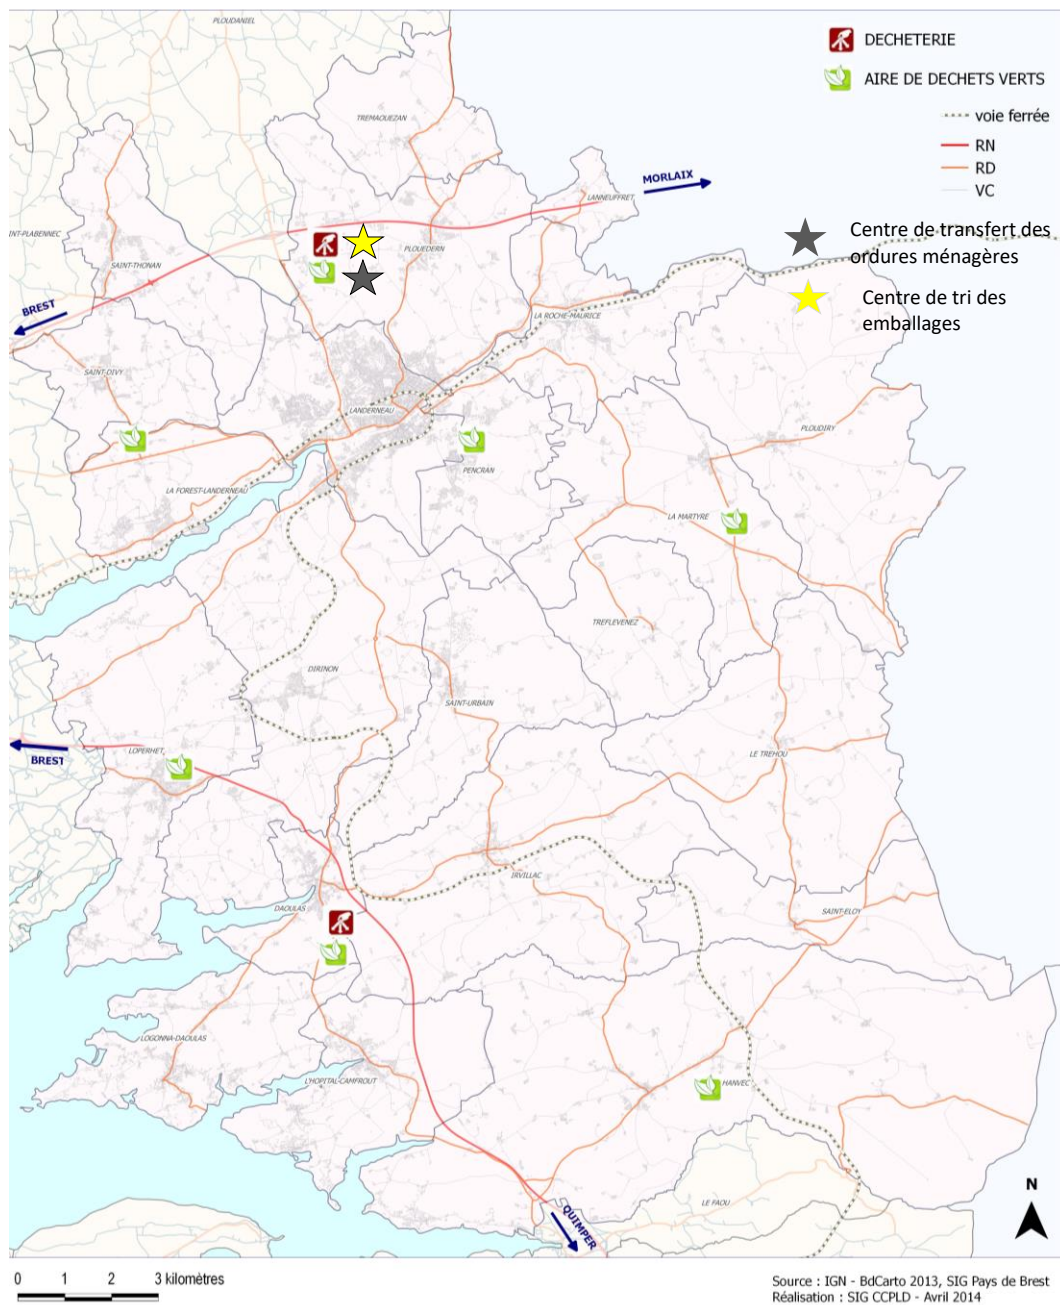 PLOUDANIEL
DECHETERIE
AIRE DE DECHETS VERTS
voie ferrée
RN
RD
VC
TREMAOUEZAN
MORLAIX
LANNEUFFRET
INT-PLABENNEC
PLOUEDERN
Centre de transfert des
ordures ménagères
SAINT-THONAN
BREST
Centre de tri des
emballages
LA ROCHE-MAURICE
SAINT-DIVY
LANDERNEAU
PLOUDIRY
PENCRAN
LA FOREST-LANDERNEAU
LA MARTYRE
TREFLEVENEZ
DIRINON
SAINT-URBAIN
BREST
LOPERHET
LE TREHOU
IRVILLAC
DAOULAS
SAINT-ELOY
LOGONNA-DAOULAS
L'HOPITAL-CAMFROUT
HANVEC
N
LE FAOU
QUIMPER
0 1 2 3 kilomètres
Source : IGN - BdCarto 2013, SIG Pays de Brest
Réalisation : SIG CCPLD - Avril 2014